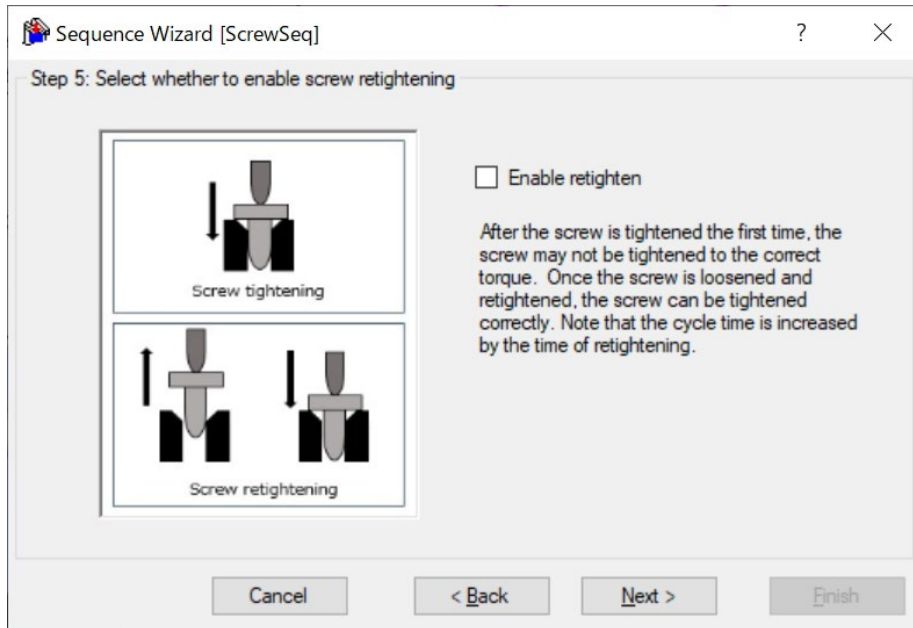 Sequence Wizard [ScrewSeq]
?
Step 5: Select whether to enable screw retightening
Screw tightening
Screw retightening
Enable retighten
After the screw is tightened the first time, the
screw may not be tightened to the correct
torque. Once the screw is loosened and
retightened, the screw can be tightened
correctly. Note that the cycle time is increased
by the time of retightening.
Cancel
< Back
Next >
Finish